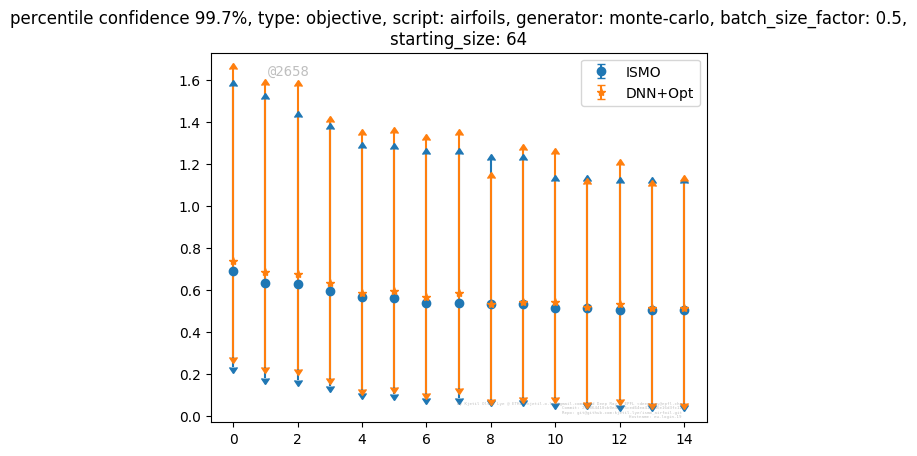 percentile confidence 99.7%, type: objective, script: airfoils, generator: monte-carlo, batch_size_factor: 0.5,
starting_size: 64
@2658
ISMO
DNN+Opt
1.6
1.4
1.2
1.0
0.8
0.6
0.4
0.2
0.0
0 2 4 6 8 10 12 14